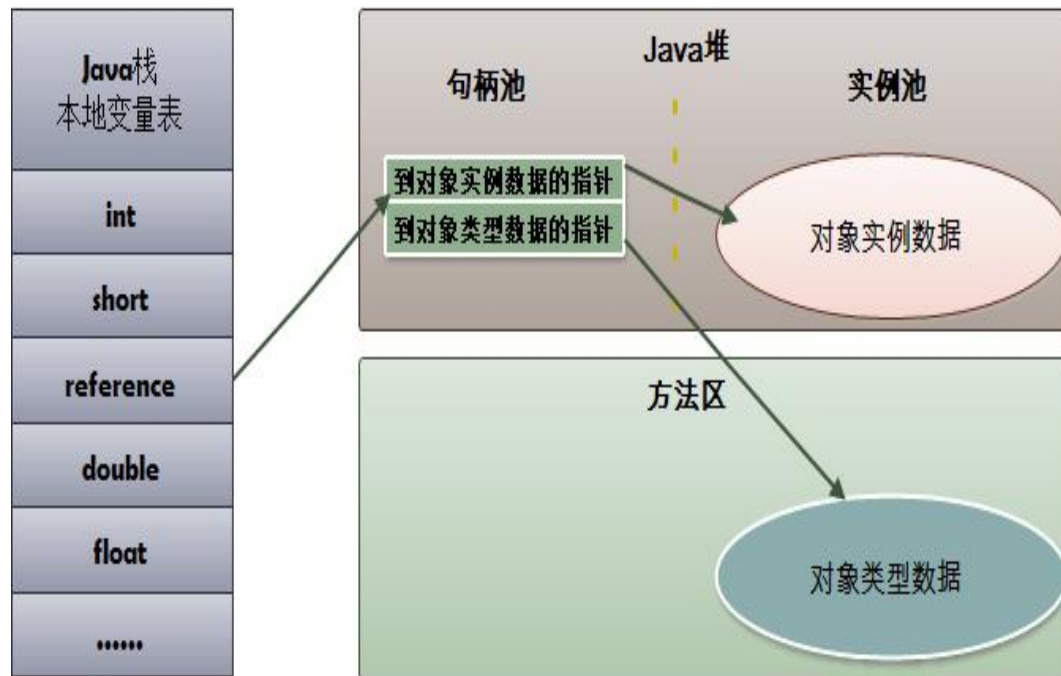 Java栈
本地变量表
int
short
reference
double
float
......
Java堆
句柄池
实例池
到对象实例数据的指针
到对象类型数据的指针
对象实例数据
方法区
对象类型数据